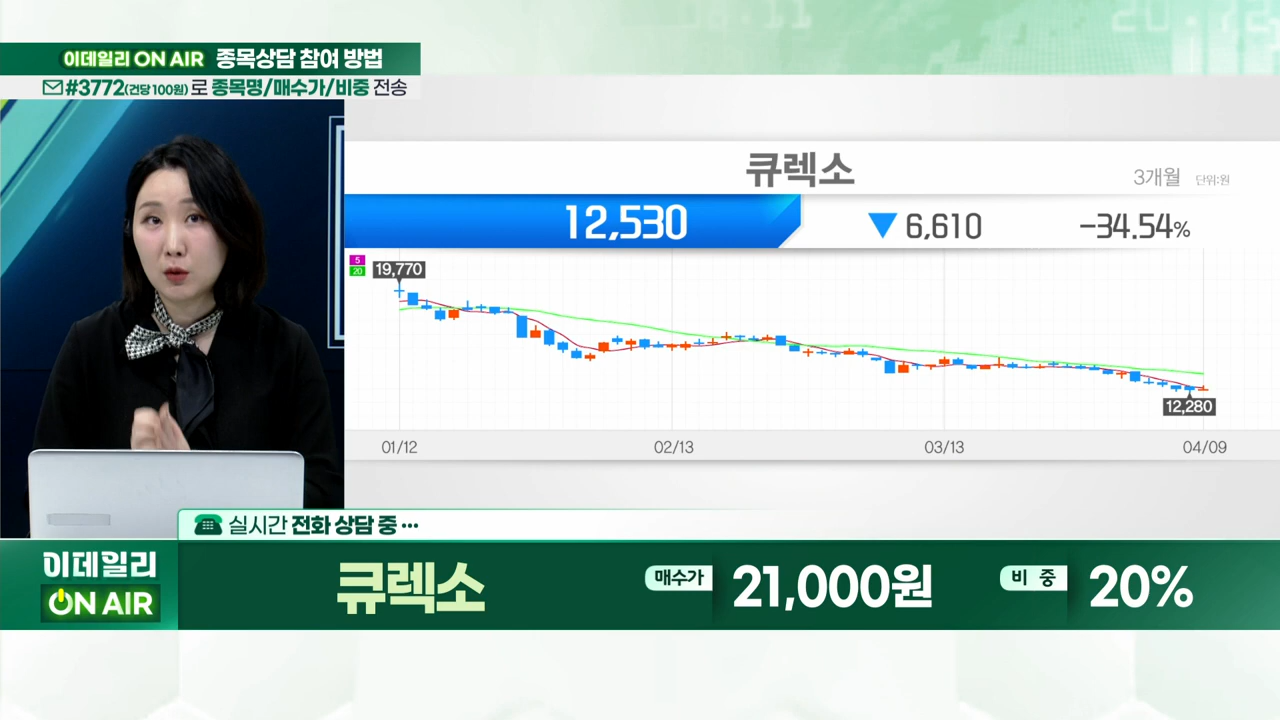 이데일리 ON AIR 종목상담 참여 방법
#3772(건당 100원)로 종목명/매수가/비중 전송
큐렉소
3개월 단위:원
12,530 ▼ 6,610 -34.54%
5
20
19,770
12,280
01/12 02/13 03/13 04/09
실시간 전화 상담 중 ···
이데일리
ON AIR
큐렉소 매수가 21,000원 비 중 20%